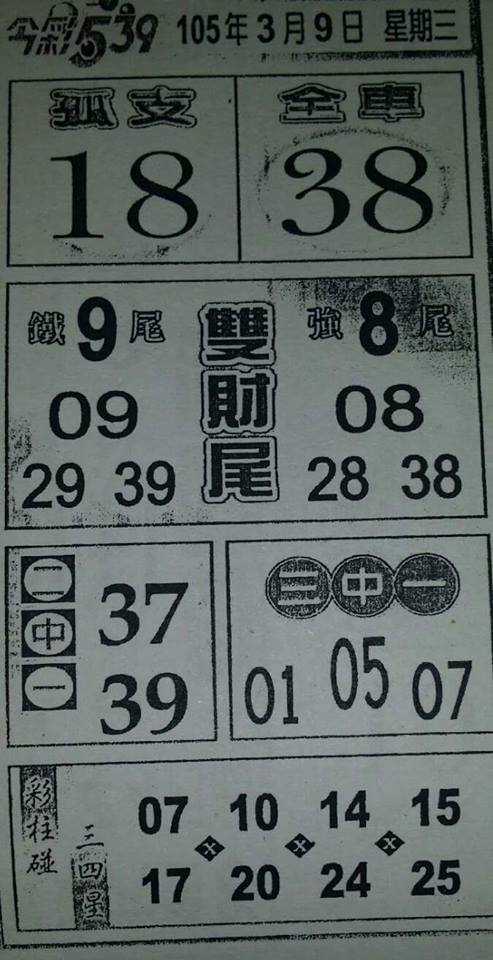 今彩539 105年3月9日 星期三
孤支 全車
18 38
鐵9尾 雙財尾 強8尾
09 08
29 39 28 38
二中一 37 39
三中一
01 05 07
彩柱碰 三四星
07 10 14 15
x x x
17 20 24 25